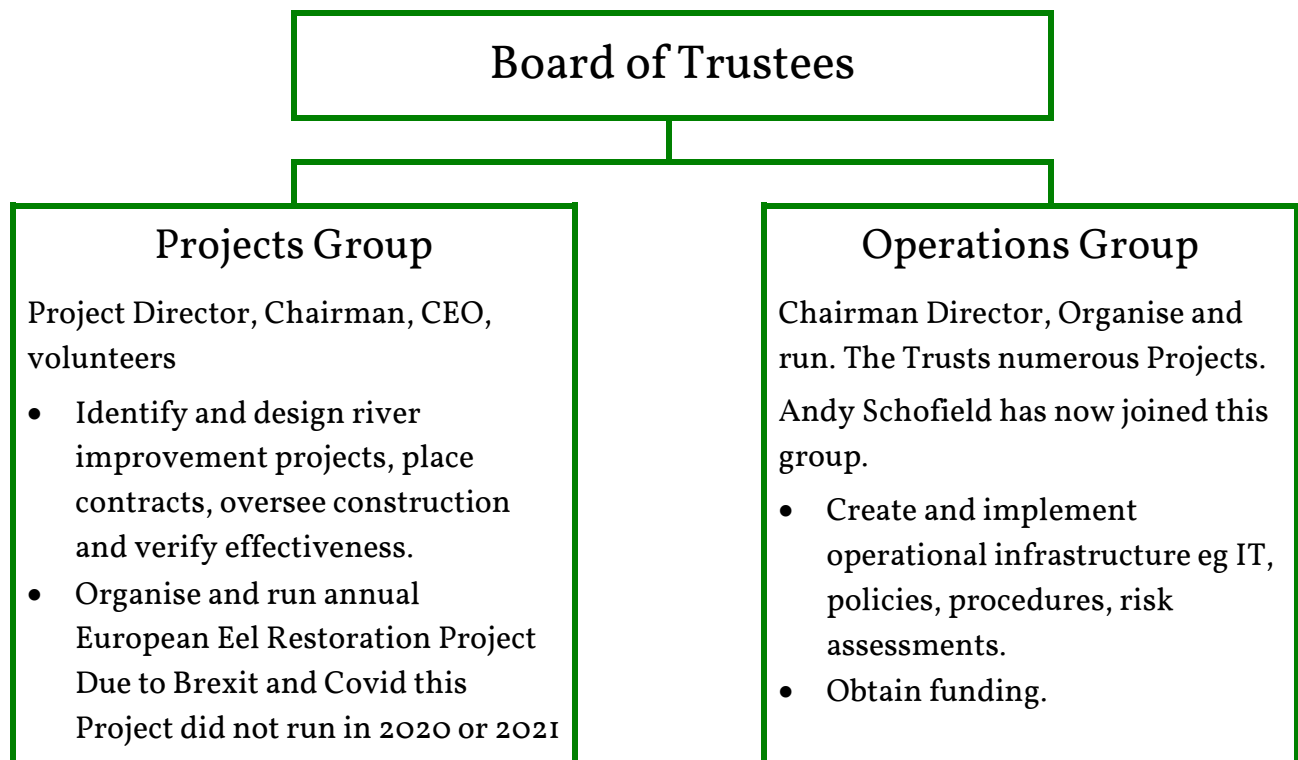 Board of Trustees
Projects Group
Project Director, Chairman, CEO,
volunteers
• Identify and design river
improvement projects, place
contracts, oversee construction
and verify effectiveness.
• Organise and run annual
European Eel Restoration Project
Due to Brexit and Covid this
Project did not run in 2020 or 2021
Operations Group
Chairman Director, Organise and
run. The Trusts numerous Projects.
Andy Schofield has now joined this
group.
• Create and implement
operational infrastructure eg IT,
policies, procedures, risk
assessments.
• Obtain funding.